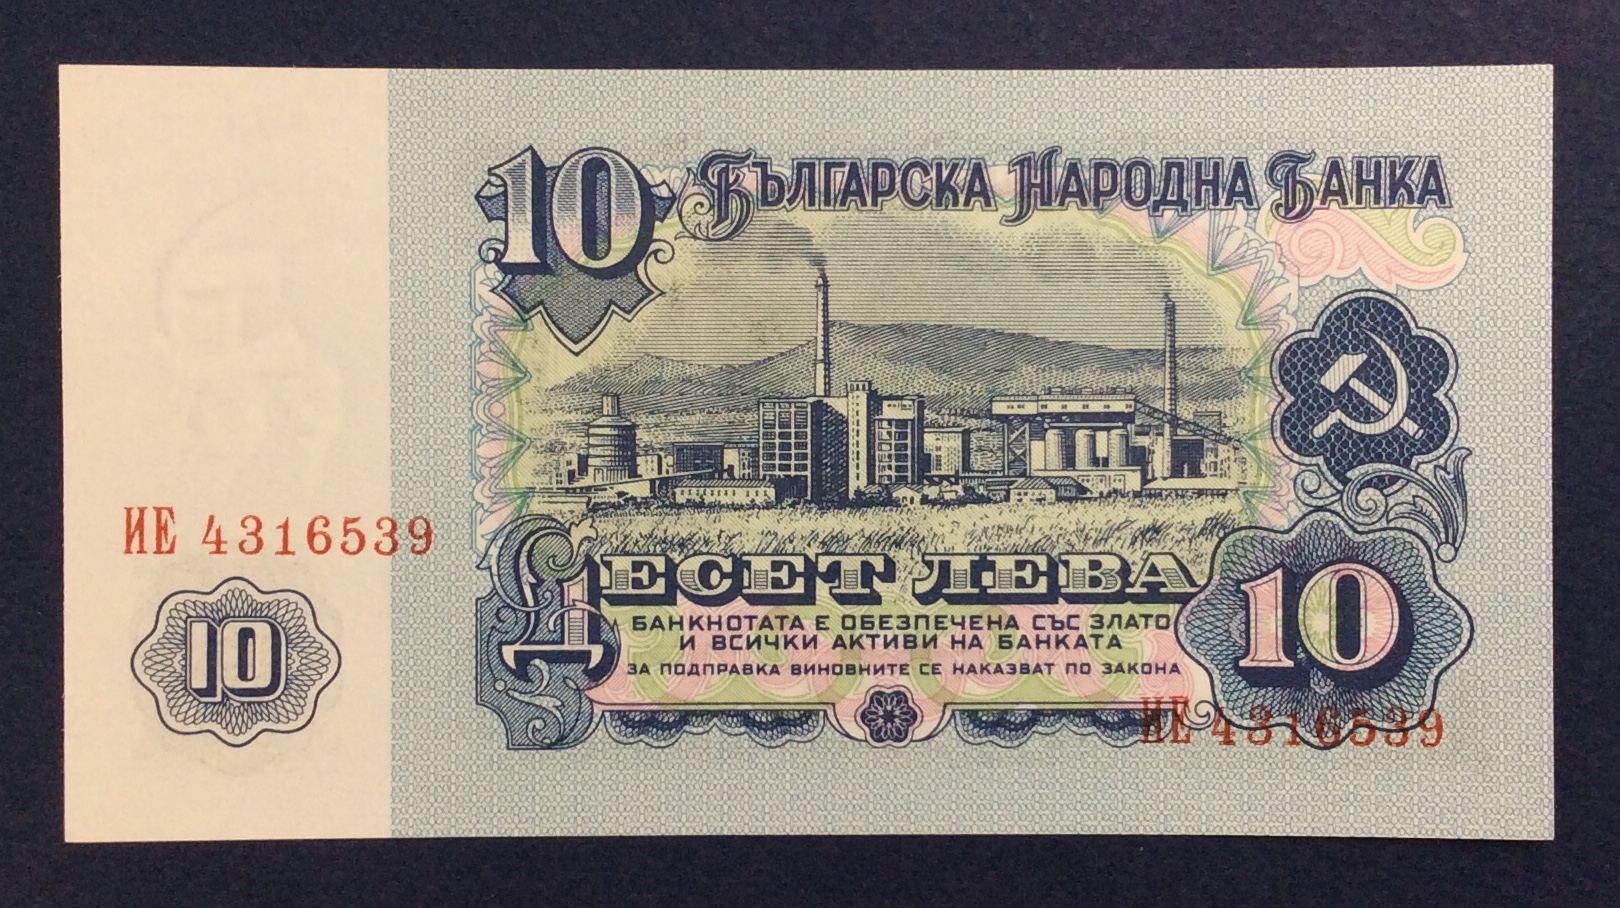 10 Българска Народна Банка
ИЕ 4316539
Десет лева
10
10
БАНКНОТАТА Е ОБЕЗПЕЧЕНА СЪС ЗЛАТО
И ВСИЧКИ АКТИВИ НА БАНКАТА
ЗА ПОДПРАВКА ВИНОВНИТЕ СЕ НАКАЗВАТ ПО ЗАКОНА
ИЕ 4316539